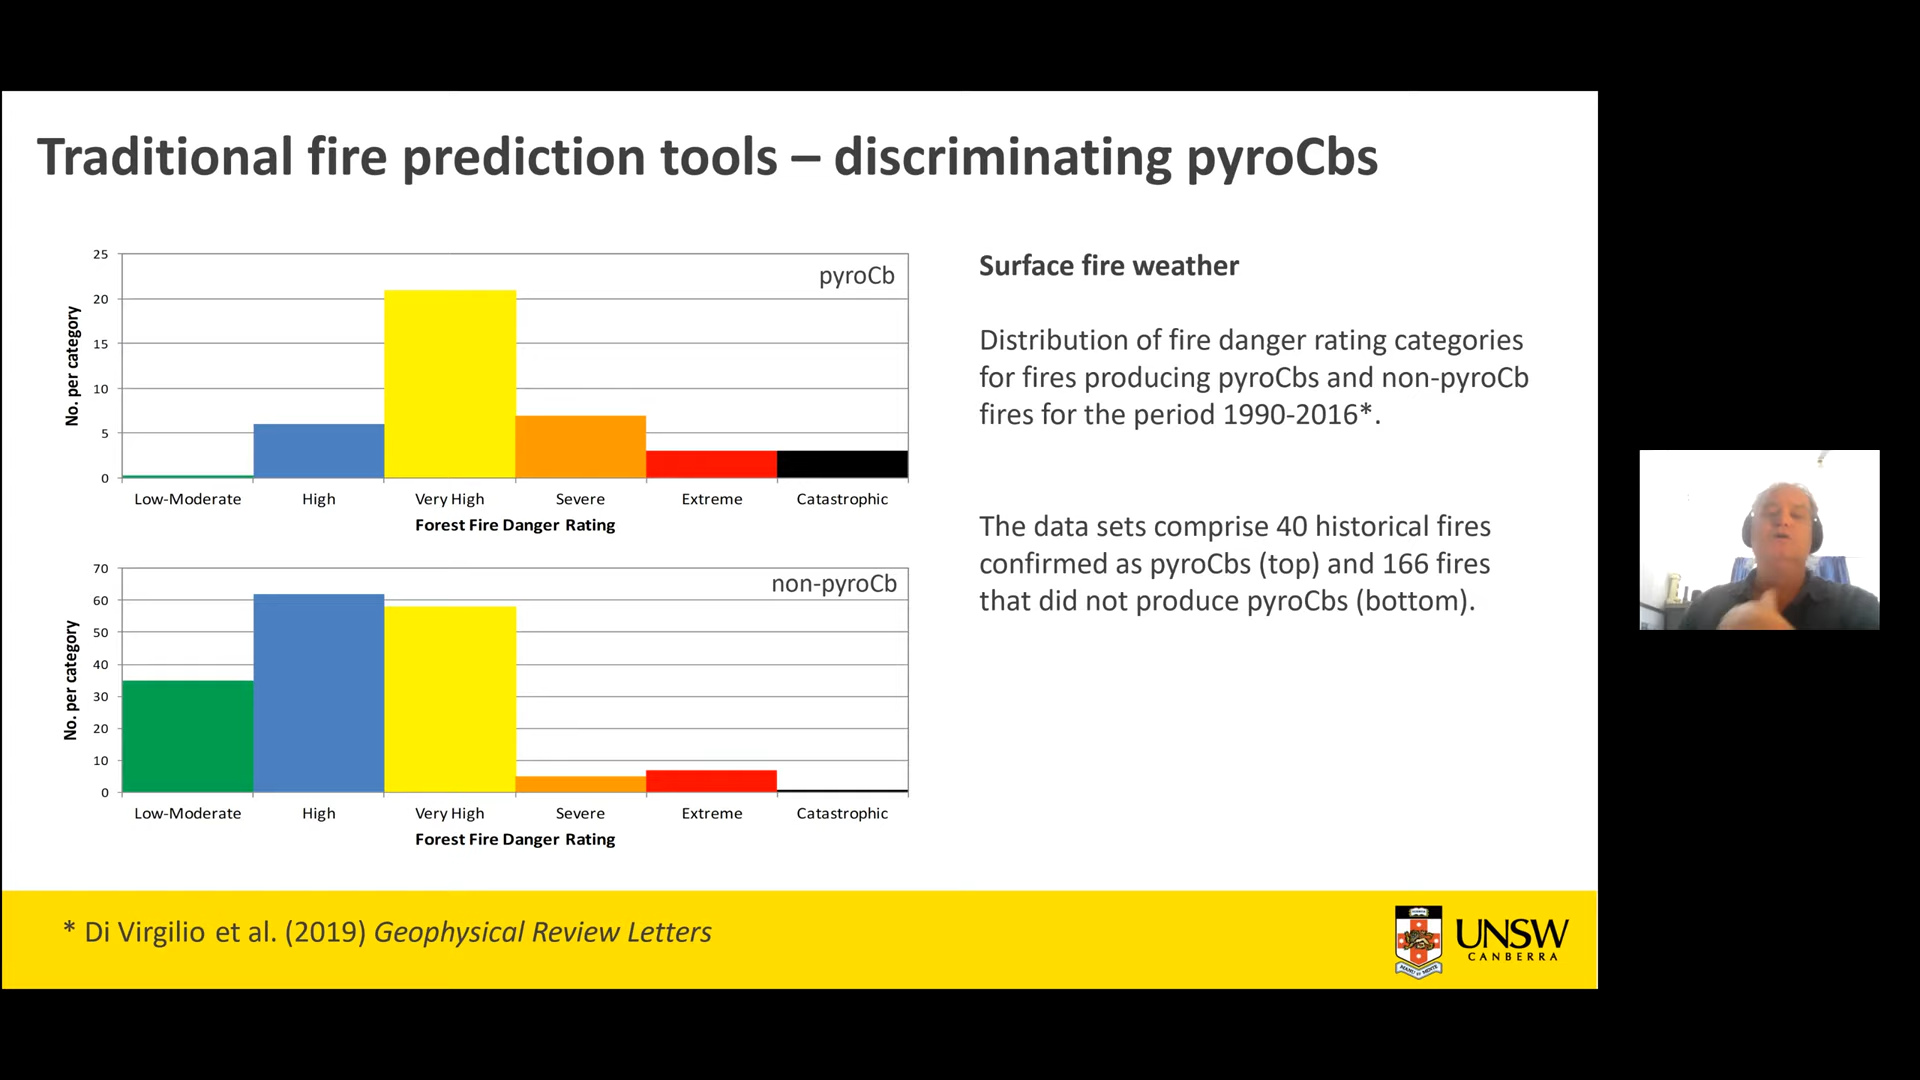 Traditional fire prediction tools – discriminating pyroCbs
25
20
15
10
5
0
No. per category
pyroCb
Low-Moderate High Very High Severe Extreme Catastrophic
Forest Fire Danger Rating
70
60
50
40
30
20
10
0
No. per category
non-pyroCb
Low-Moderate High Very High Severe Extreme Catastrophic
Forest Fire Danger Rating
Surface fire weather
Distribution of fire danger rating categories
for fires producing pyroCbs and non-pyroCb
fires for the period 1990-2016*.
The data sets comprise 40 historical fires
confirmed as pyroCbs (top) and 166 fires
that did not produce pyroCbs (bottom).
* Di Virgilio et al. (2019) Geophysical Review Letters
UNSW
CANBERRA